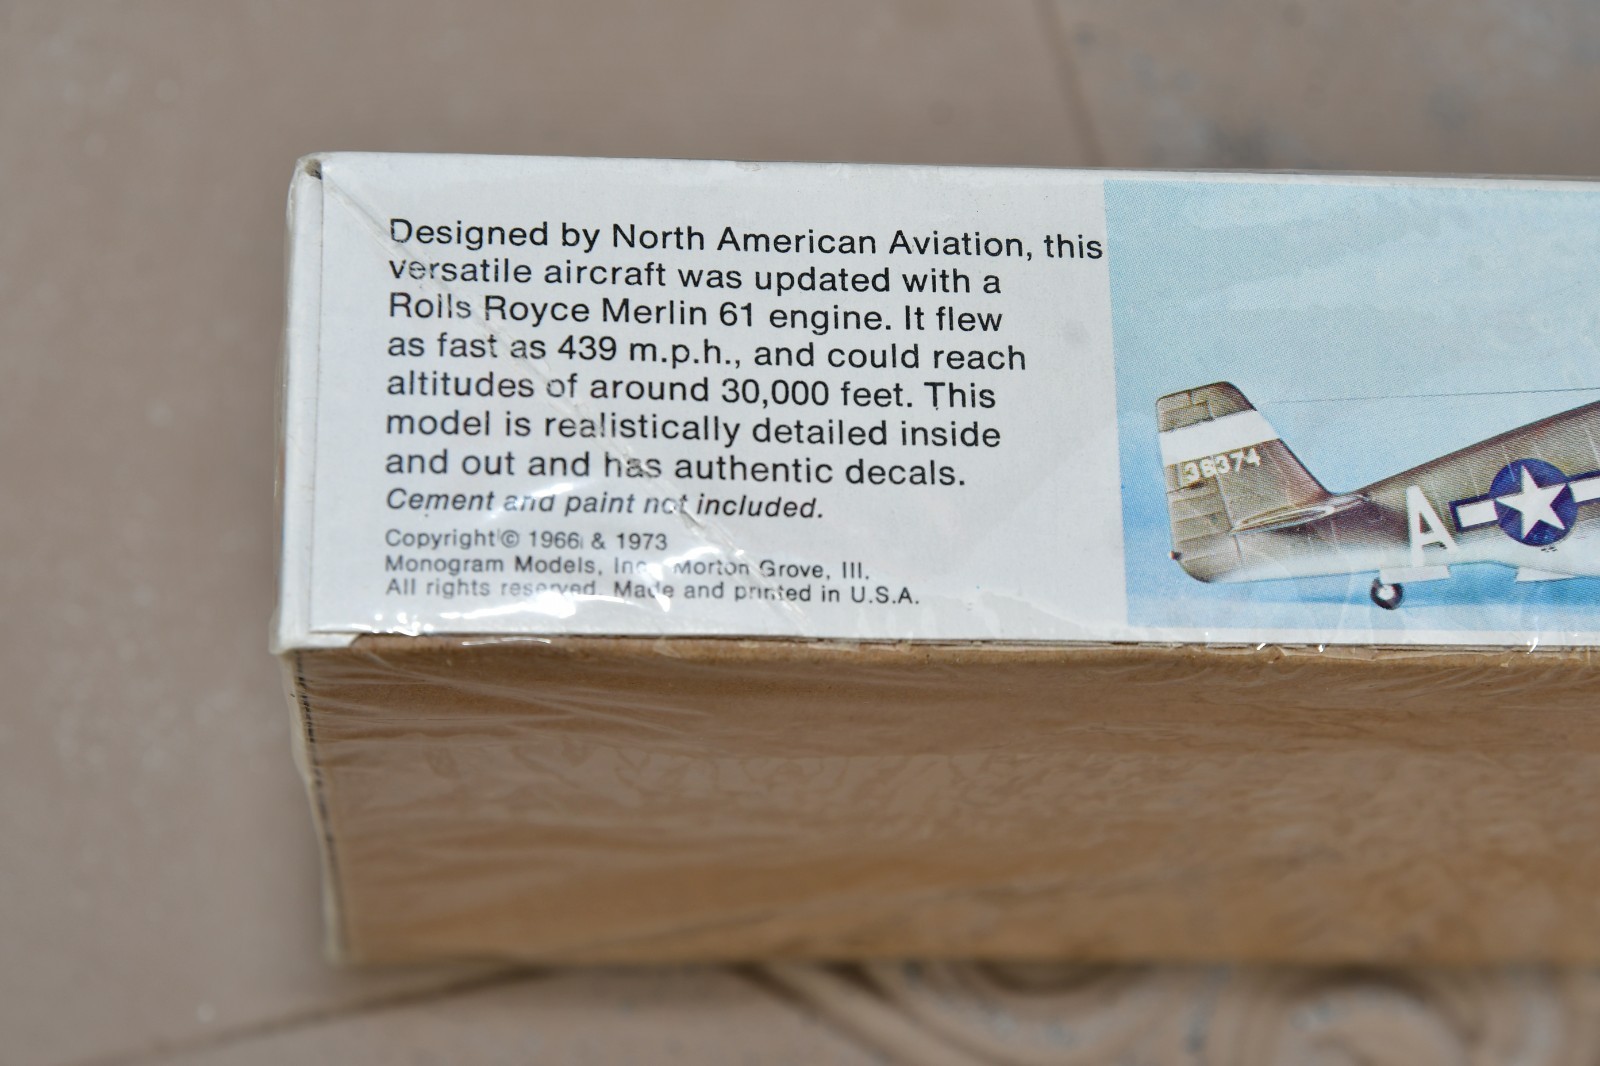 Designed by North American Aviation, this
versatile aircraft was updated with a
Rolls Royce Merlin 61 engine. It flew
as fast as 439 m.p.h., and could reach
altitudes of around 30,000 feet. This
model is realistically detailed inside
and out and has authentic decals.
Cement and paint not included.
Copyright © 1966 & 1973
Monogram Models, Inc., Morton Grove, Ill.
All rights reserved. Made and printed in U.S.A.
36374
A